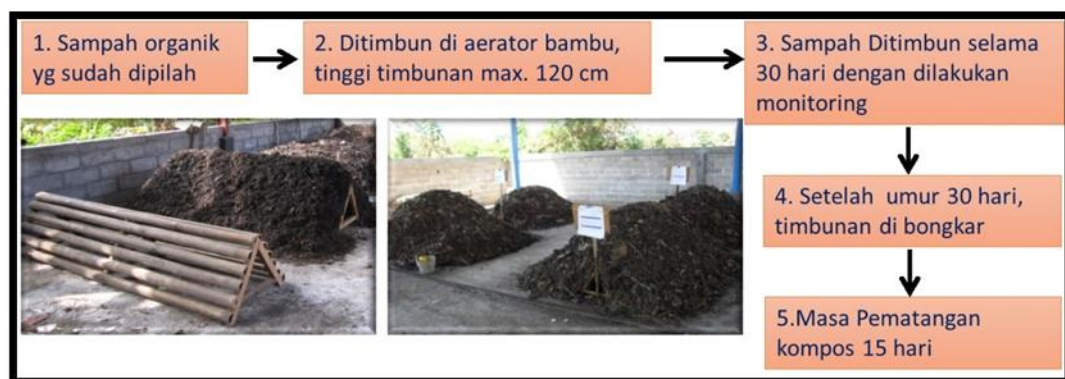 1. Sampah organik
yg sudah dipilah
2. Ditimbun di aerator bambu,
tinggi timbunan max. 120 cm
3. Sampah Ditimbun selama
30 hari dengan dilakukan
monitoring
4. Setelah umur 30 hari,
timbunan di bongkar
5.Masa Pematangan
kompos 15 hari